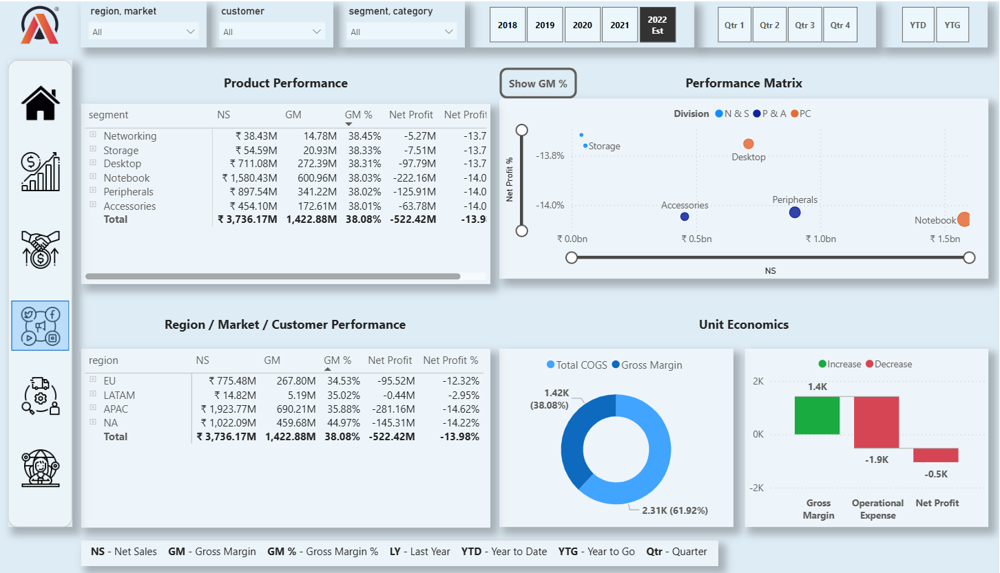 region, market
All
customer
All
segment, category
All
2018
2019
2020
2021
2022
Est
Qtr 1
Qtr 2
Qtr 3
Qtr 4
YTD
YTG
Product Performance
segment NS GM GM % Net Profit Net Profit
Networking ₹ 38.43M 14.78M 38.45% -5.27M -13.7
Storage ₹ 54.59M 20.93M 38.33% -7.51M -13.7
Desktop ₹ 711.08M 272.39M 38.31% -97.79M -13.7
Notebook ₹ 1,580.43M 600.96M 38.03% -222.16M -14.0
Peripherals ₹ 897.54M 341.22M 38.02% -125.91M -14.0
Accessories ₹ 454.10M 172.61M 38.01% -63.78M -14.0
Total ₹ 3,736.17M 1,422.88M 38.08% -522.42M -13.9
Show GM %
Performance Matrix
Division N & S P & A PC
Net Profit %
-13.8%
-14.0%
Storage
Desktop
Accessories
Peripherals
Notebook
₹ 0.0bn ₹ 0.5bn ₹ 1.0bn ₹ 1.5bn
NS
Region / Market / Customer Performance
region NS GM GM % Net Profit Net Profit %
EU ₹ 775.48M 267.80M 34.53% -95.52M -12.32%
LATAM ₹ 14.82M 5.19M 35.02% -0.44M -2.95%
APAC ₹ 1,923.77M 690.21M 35.88% -281.16M -14.62%
NA ₹ 1,022.09M 459.68M 44.97% -145.31M -14.22%
Total ₹ 3,736.17M 1,422.88M 38.08% -522.42M -13.98%
Unit Economics
Total COGS Gross Margin
1.42K
(38.08%)
2.31K (61.92%)
Increase Decrease
2K
0K
-2K
1.4K
-1.9K
-0.5K
Gross
Margin
Operational
Expense
Net Profit
NS - Net Sales GM - Gross Margin GM % - Gross Margin % LY - Last Year YTD - Year to Date YTG - Year to Go Qtr - Quarter